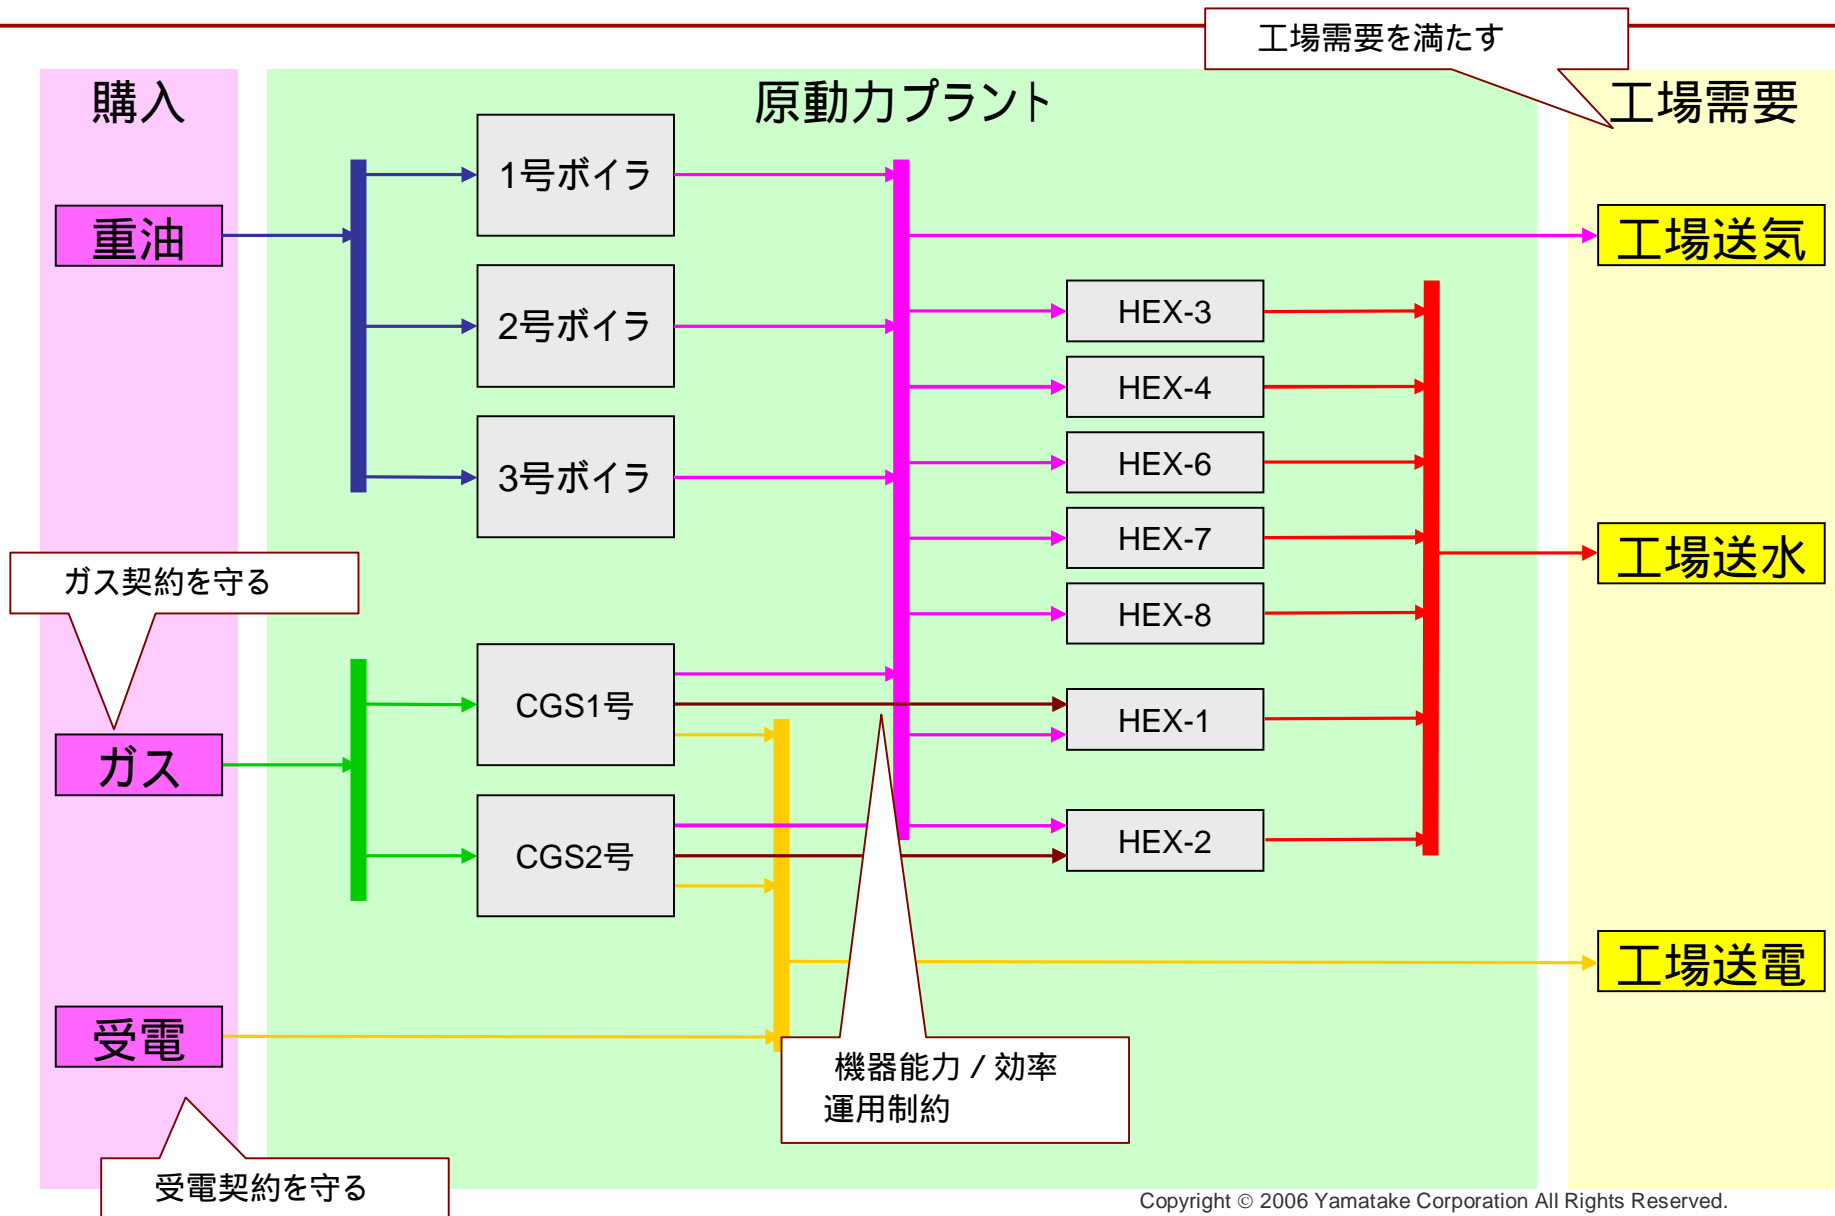 工場需要を満たす
購入
原動力プラント
工場需要
1号ボイラ
重油
工場送気
2号ボイラ
HEX-3
HEX-4
3号ボイラ
HEX-6
HEX-7
工場送水
ガス契約を守る
HEX-8
CGS1号
HEX-1
ガス
CGS2号
HEX-2
工場送電
受電
機器能力 / 効率
運用制約
受電契約を守る
Copyright © 2006 Yamatake Corporation All Rights Reserved.